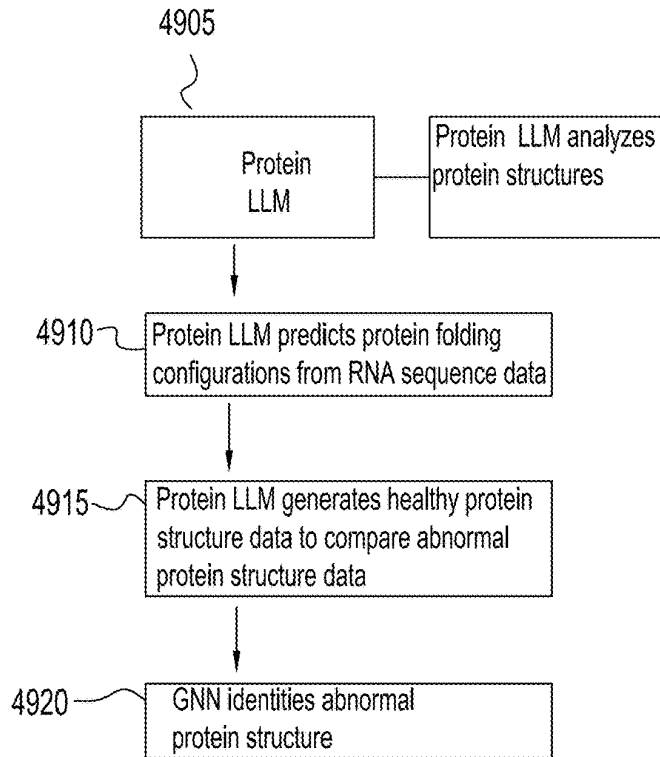 4905
Protein
LLM
Protein LLM analyzes
protein structures
4910
Protein LLM predicts protein folding
configurations from RNA sequence data
4915
Protein LLM generates healthy protein
structure data to compare abnormal
protein structure data
4920
GNN identities abnormal
protein structure